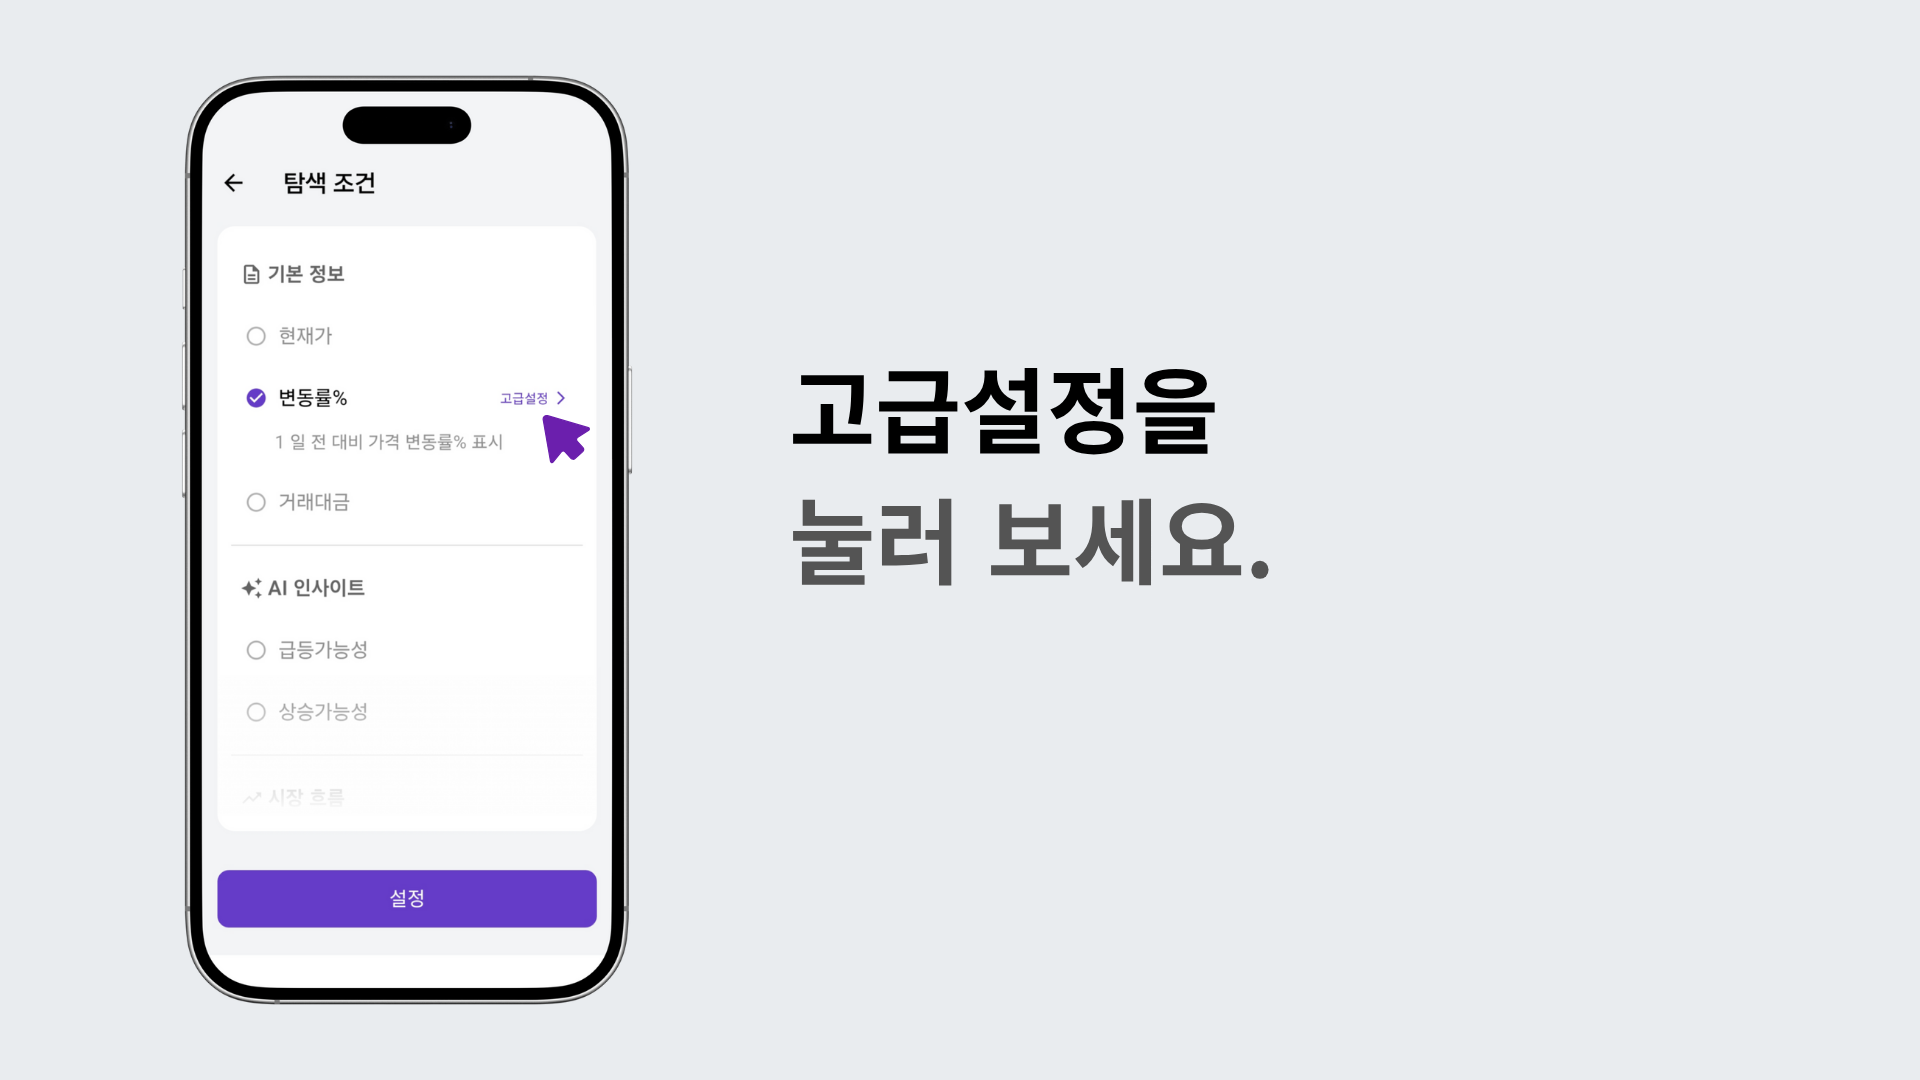 탐색 조건
기본 정보
현재가
변동률%
고급설정
1 일 전 대비 가격 변동률% 표시
거래대금
AI 인사이트
급등가능성
상승가능성
시장 흐름
설정
고급설정을
눌러 보세요.